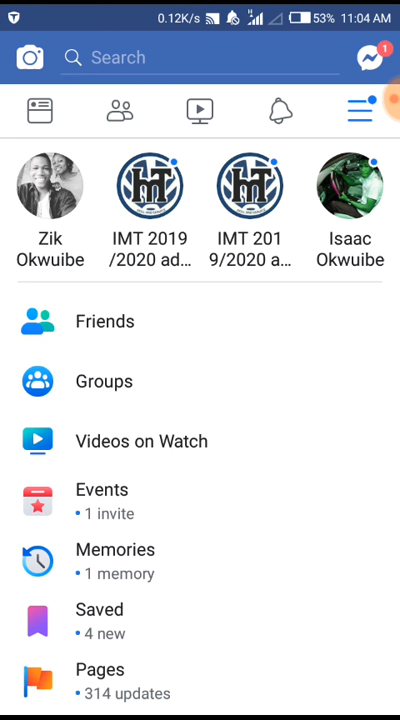 0.12K/s 53% 11:04 AM
Search
1
Zik
Okwuibe
IMT 2019
/2020 ad...
IMT 201
9/2020 a...
Isaac
Okwuibe
Friends
Groups
Videos on Watch
Events
• 1 invite
Memories
• 1 memory
Saved
• 4 new
Pages
• 314 updates